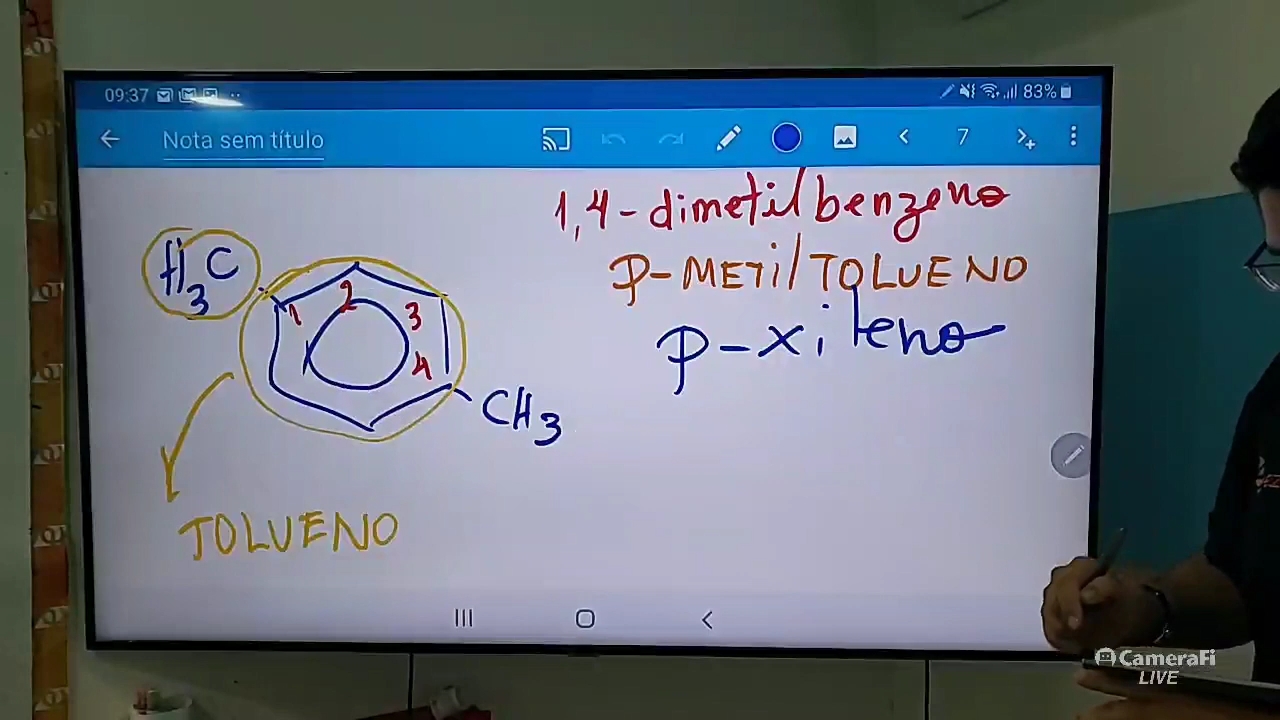 09:37 83%
Nota sem título 7
1,4-dimetilbenzeno
P-METilTOLUENO
p-xileno
H3C
1 2 3 4
CH3
TOLUENO
CameraFi
LIVE